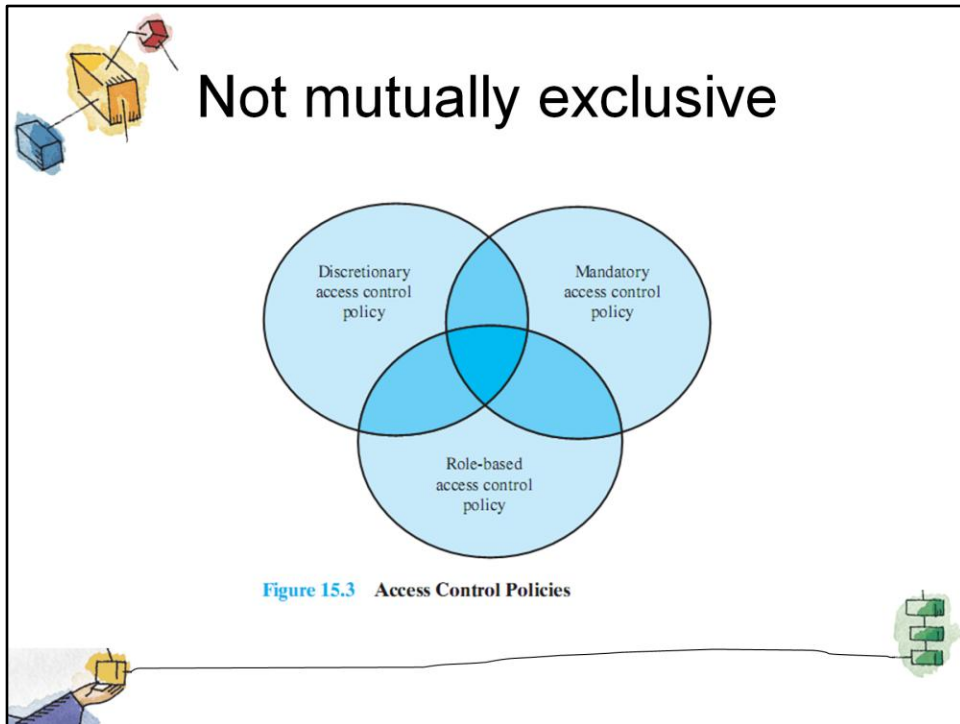 Not mutually exclusive
Discretionary
access control
policy
Mandatory
access control
policy
Role-based
access control
policy
Figure 15.3 Access Control Policies